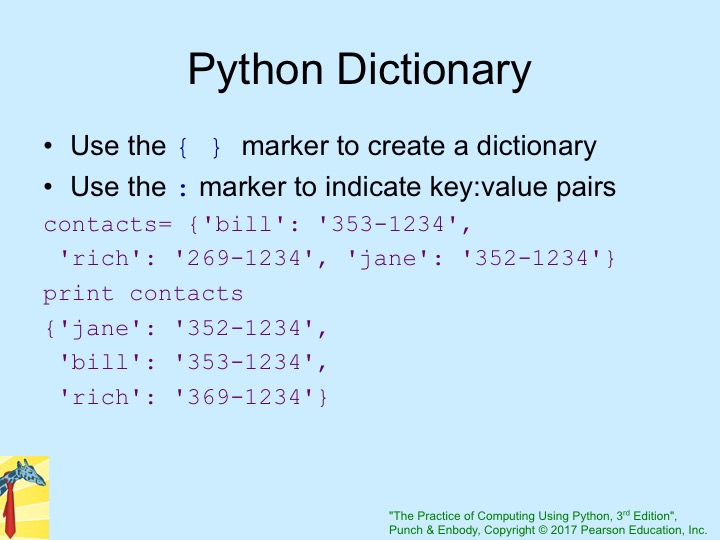 Python Dictionary
• Use the { } marker to create a dictionary
• Use the : marker to indicate key:value pairs
contacts= {'bill': '353-1234',
 'rich': '269-1234', 'jane': '352-1234'}
print contacts
{'jane': '352-1234',
 'bill': '353-1234',
 'rich': '369-1234'}
"The Practice of Computing Using Python, 3rd Edition",
Punch & Enbody, Copyright © 2017 Pearson Education, Inc.